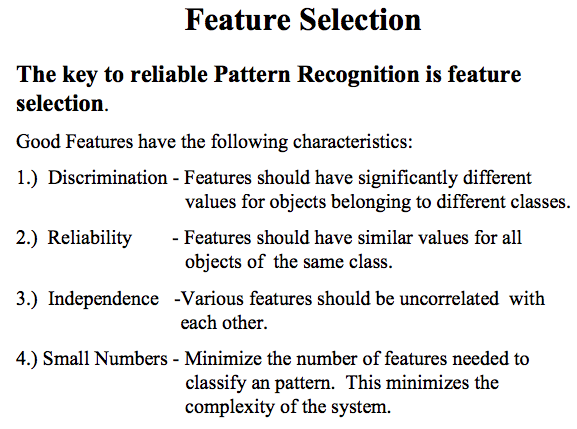 Feature Selection
The key to reliable Pattern Recognition is feature
selection.
Good Features have the following characteristics:
1.) Discrimination - Features should have significantly different
values for objects belonging to different classes.
2.) Reliability - Features should have similar values for all
objects of the same class.
3.) Independence -Various features should be uncorrelated with
each other.
4.) Small Numbers - Minimize the number of features needed to
classify an pattern. This minimizes the
complexity of the system.